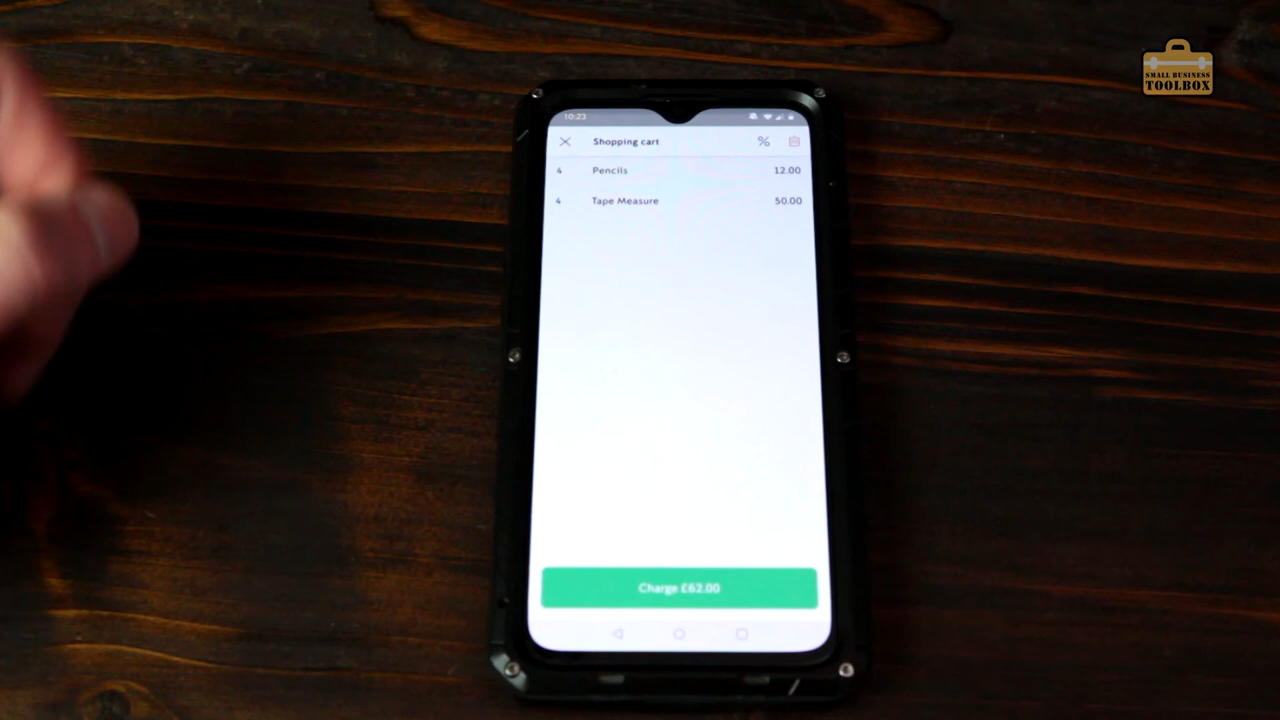 SMALL BUSINESS
TOOLBOX
10:23
Shopping cart %
4 Pencils 12.00
4 Tape Measure 50.00
Charge £62.00